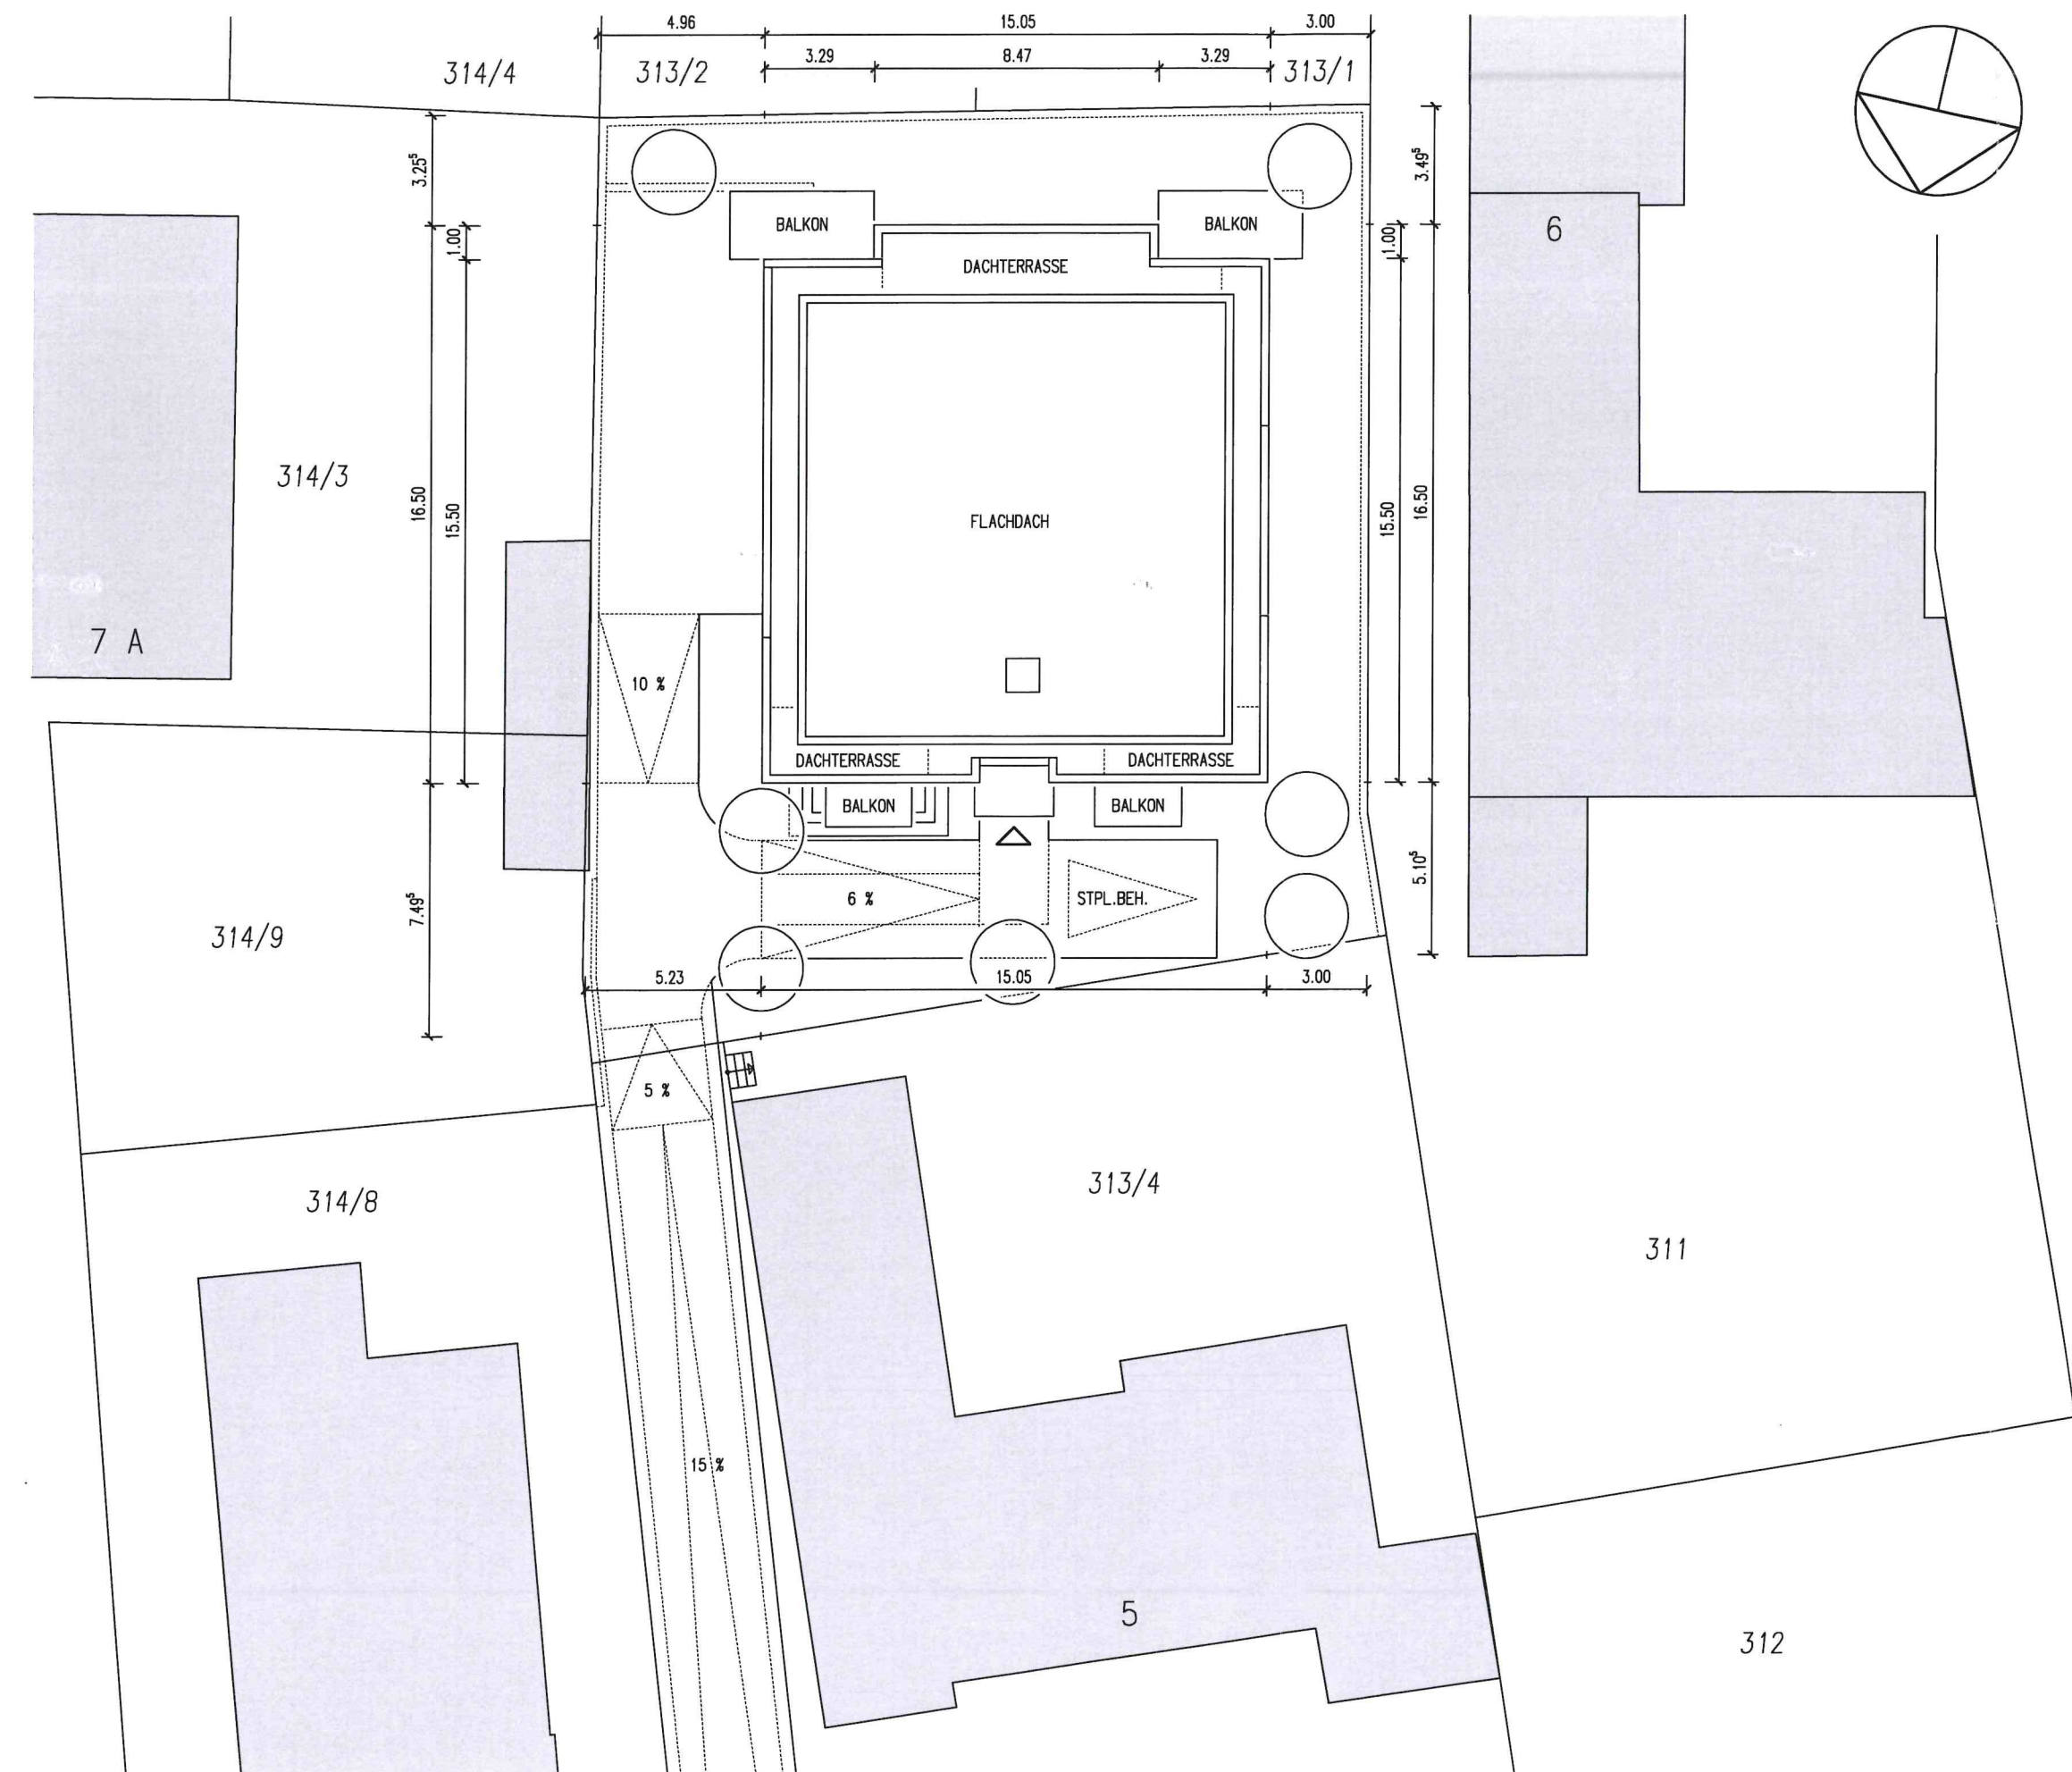 4.96 15.05 3.00
3.29 8.47 3.29
314/4 313/2 313/1
3.25⁵
3.49⁵
1.00
1.00
BALKON BALKON
6
DACHTERRASSE
314/3
16.50
15.50
FLACHDACH
15.50
16.50
7 A
10 %
DACHTERRASSE DACHTERRASSE
BALKON BALKON
5.10⁵
6 % STPL.BEH.
7.49⁵
314/9
5.23 15.05 3.00
5 %
313/4
314/8
311
15 %
5
312